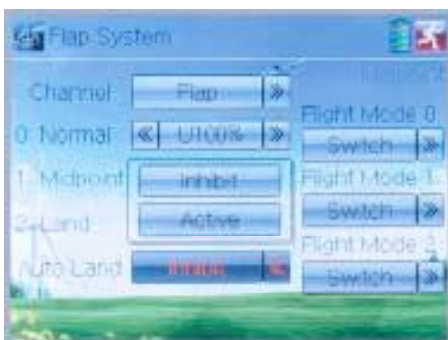 Flap System
Midpoint
Channel Flap
Flight Mode 0
0: Normal U100% Switch
1: Midpoint Inhibit Flight Mode 1
2: Land Active Switch
Flight Mode 2
Auto Land Inhibit Switch